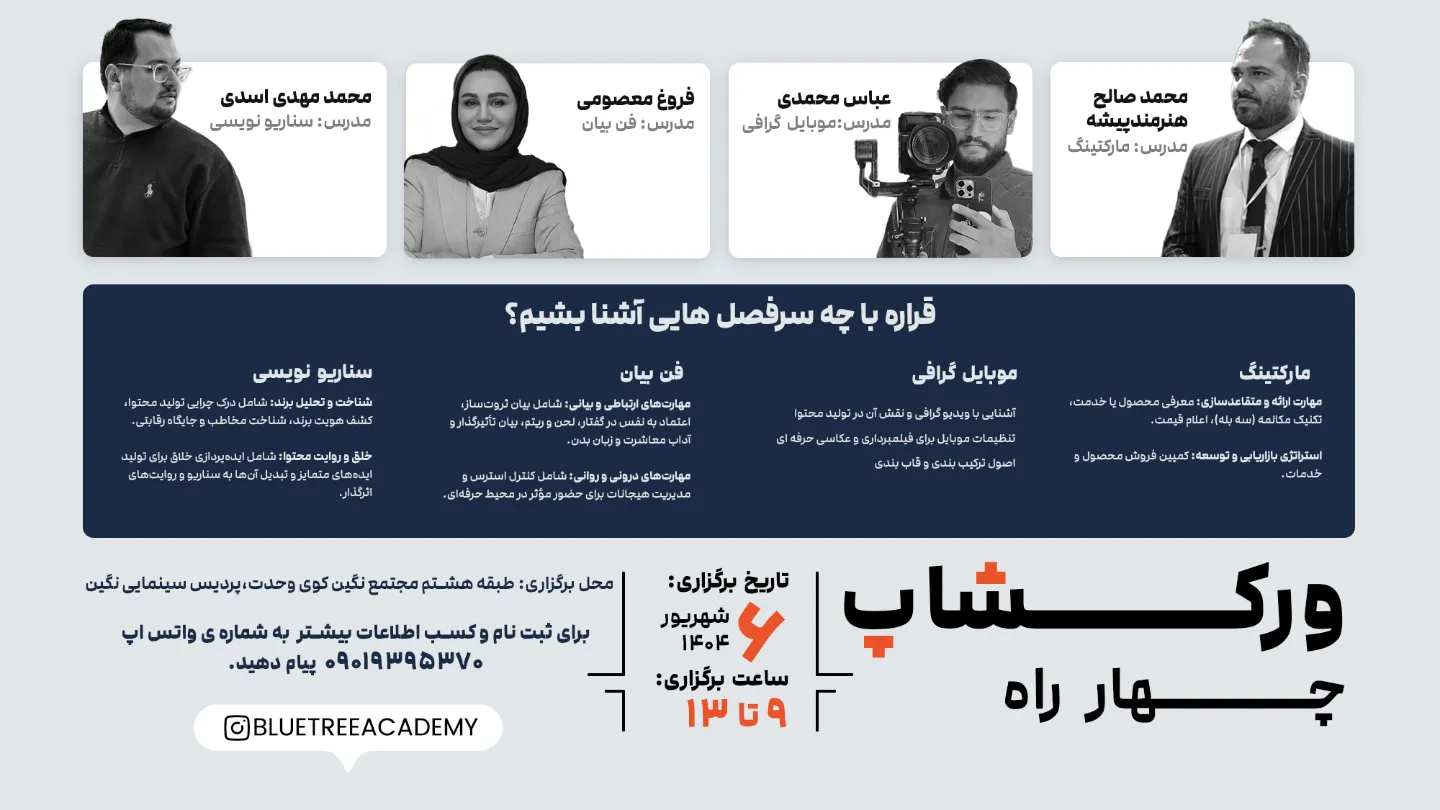 محمد صالح
هنرمندپیشه
مدرس: مارکتینگ
عباس محمدی
مدرس:موبایل گرافی
فروغ معصومی
مدرس: فن بیان
محمد مهدی اسدی
مدرس: سناریو نویسی
قراره با چه سرفصل هایی آشنا بشیم؟
مارکتینگ
مهارت ارائه و متقاعدسازی: معرفی محصول یا خدمت،
تکنیک مکالمه (سه بله)، اعلام قیمت.
استراتژی بازاریابی و توسعه: کمپین فروش محصول و
خدمات.
موبایل گرافی
آشنایی با ویدیو گرافی و نقش آن در تولید محتوا
تنظیمات موبایل برای فیلمبرداری و عکاسی حرفه ای
اصول ترکیب بندی و قاب بندی
فن بیان
مهارت‌های ارتباطی و بیانی: شامل بیان ثروت‌ساز،
اعتماد به نفس در گفتار، لحن و ریتم، بیان تأثیرگذار و
آداب معاشرت و زبان بدن.
مهارت‌های درونی و روانی: شامل کنترل استرس و
مدیریت هیجانات برای حضور مؤثر در محیط حرفه‌ای.
سناریو نویسی
شناخت و تحلیل برند: شامل درک چرایی تولید محتوا،
کشف هویت برند، شناخت مخاطب و جایگاه رقابتی.
خلق و روایت محتوا: شامل ایده‌پردازی خلاق برای تولید
ایده‌های متمایز و تبدیل آن‌ها به سناریو و روایت‌های
اثرگذار.
ورکـــــشاپ
چـــــهار راه
تاریخ برگزاری:
۶ شهریور
۱۴۰۴
ساعت برگزاری:
۹ تا ۱۳
محل برگزاری: طبقه هشتم مجتمع نگین کوی وحدت،پردیس سینمایی نگین
برای ثبت نام و کسب اطلاعات بیشتر به شماره ی واتس اپ
۰۹۰۱۹۳۹۵۳۷۰ پیام دهید.
BLUETREEACADEMY